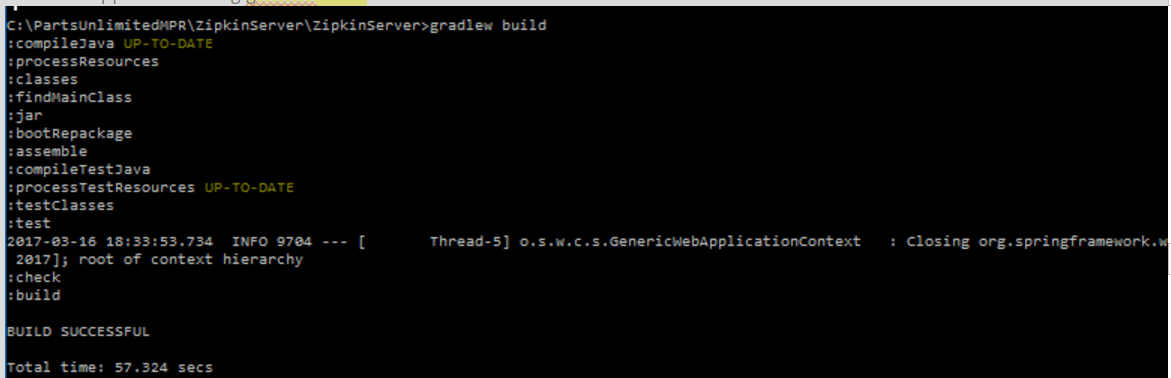 C:\PartsUnlimitedMPR\ZipkinServer\ZipkinServer>gradlew build
:compileJava UP-TO-DATE
:processResources
:classes
:findMainClass
:jar
:bootRepackage
:assemble
:compileTestJava
:processTestResources UP-TO-DATE
:testClasses
:test
2017-03-16 18:33:53.734  INFO 9704 --- [       Thread-5] o.s.w.c.s.GenericWebApplicationContext   : Closing org.springframework.w
 2017]; root of context hierarchy
:check
:build
BUILD SUCCESSFUL
Total time: 57.324 secs